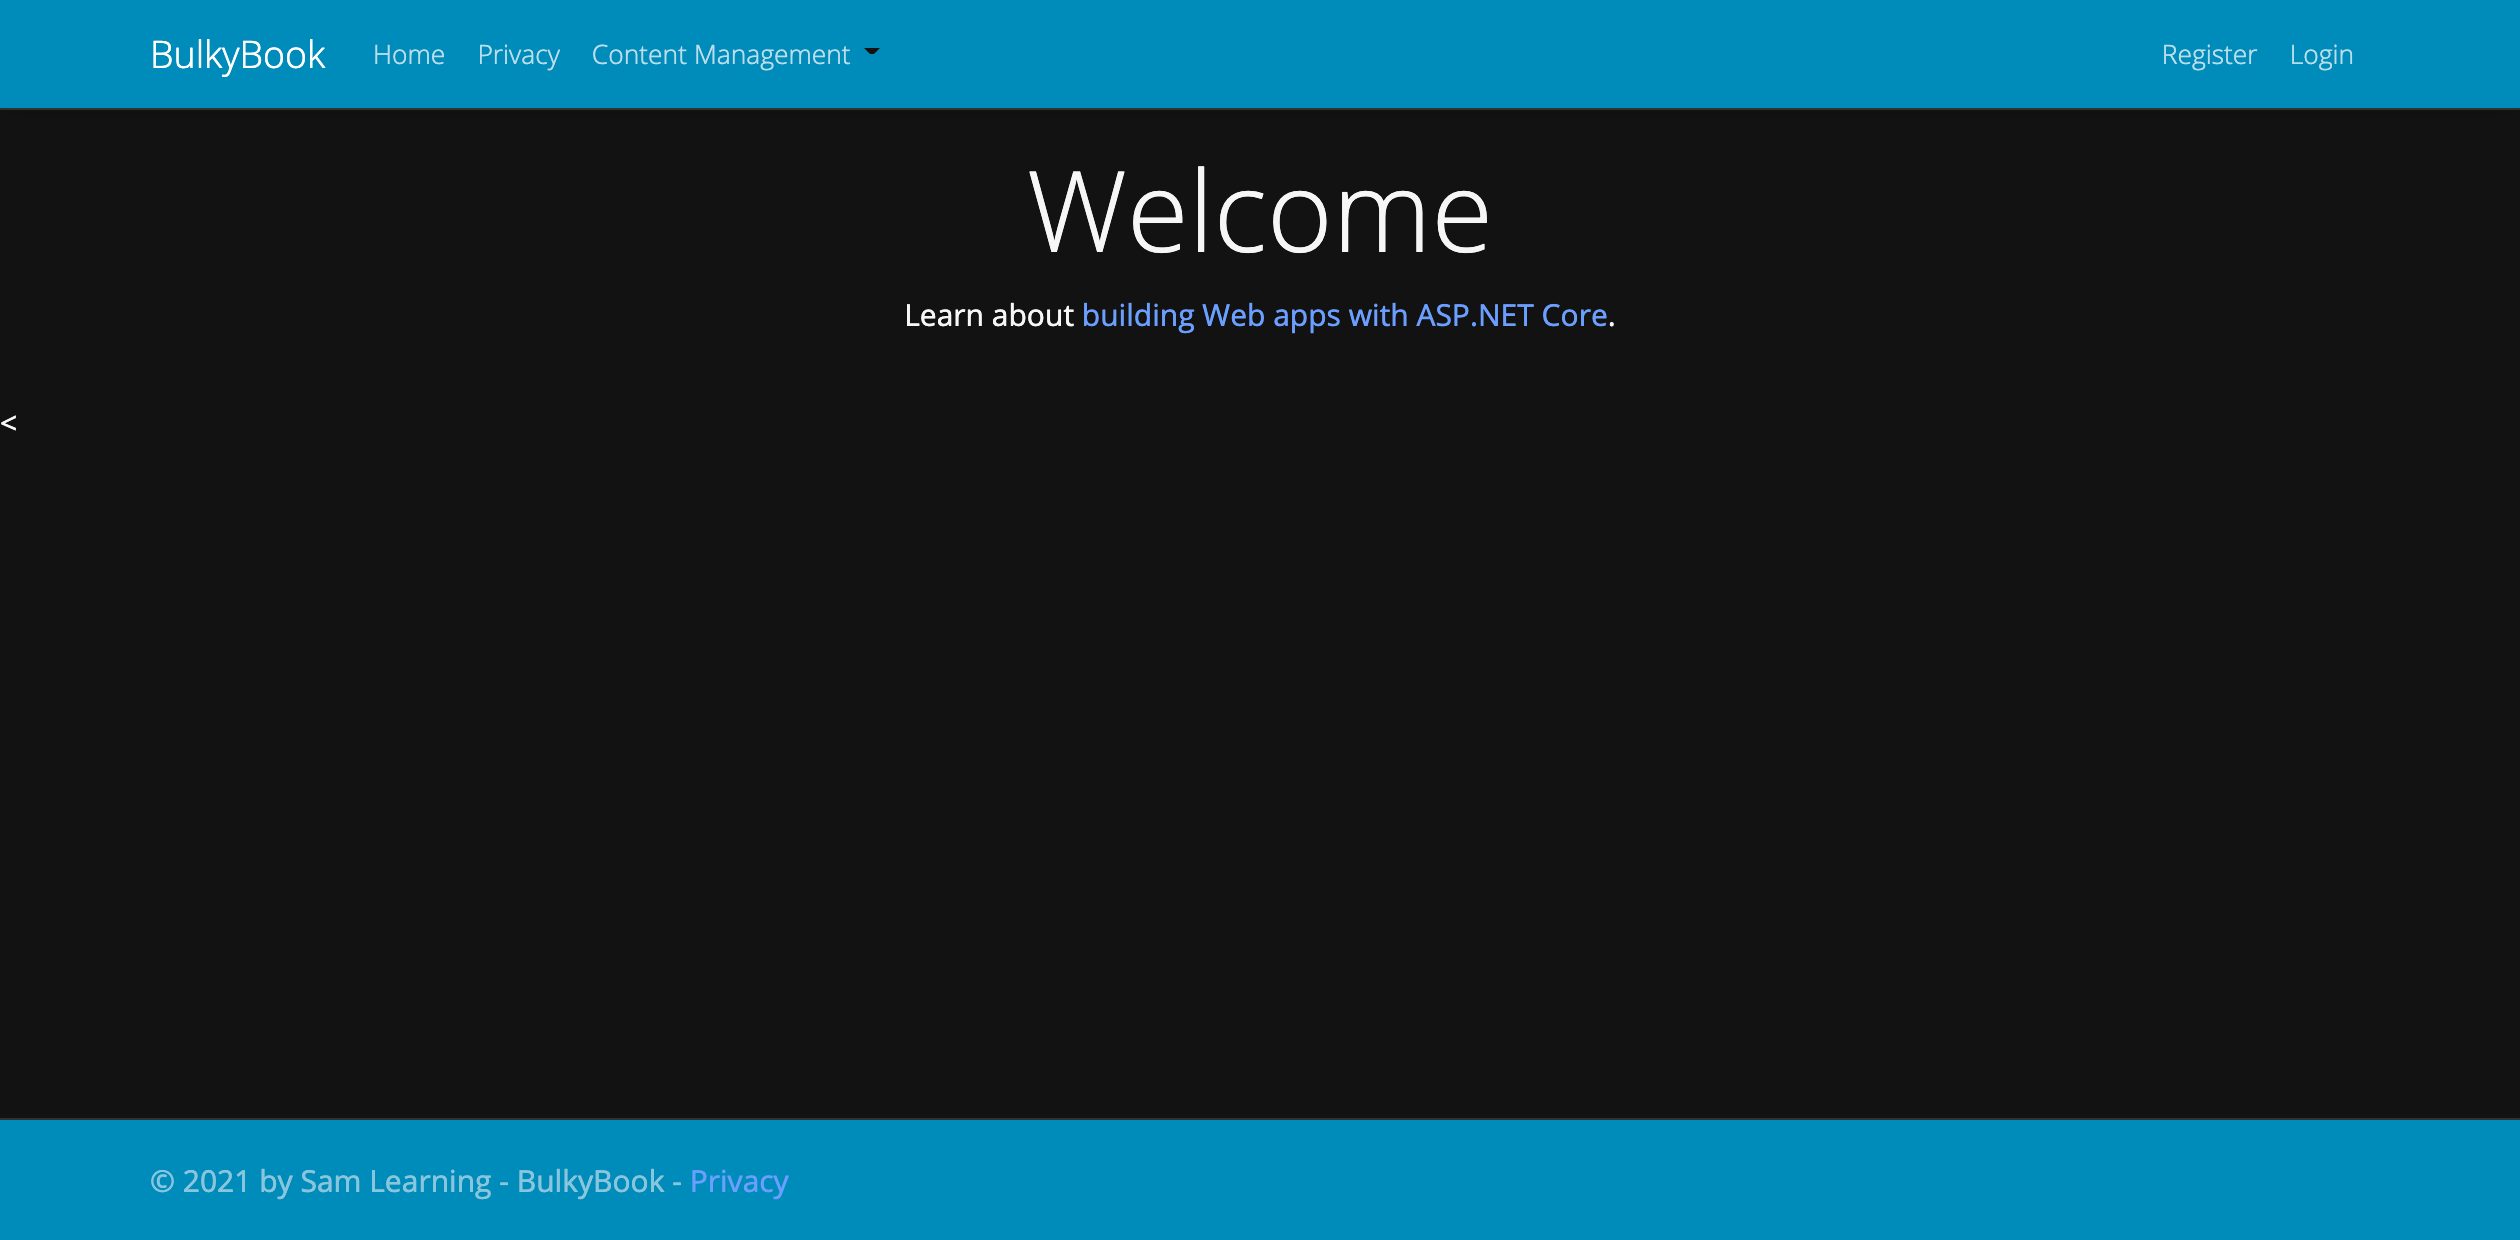 BulkyBook Home Privacy Content Management Register Login
Welcome
Learn about building Web apps with ASP.NET Core.
<
© 2021 by Sam Learning - BulkyBook - Privacy